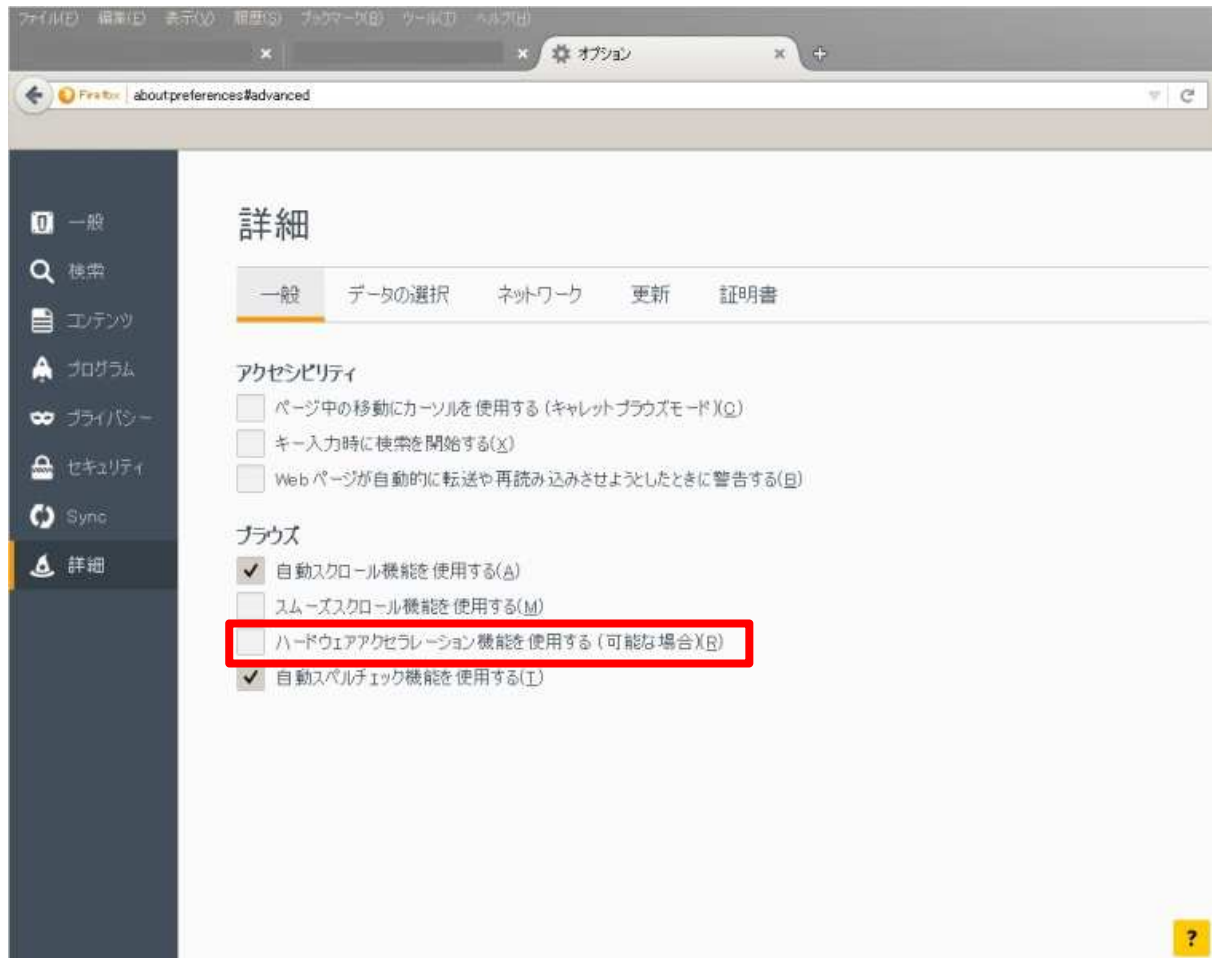 ファイル(F) 編集(E) 表示(V) 履歴(S) ブックマーク(B) ツール(T) ヘルプ(H)
オプション
Firefox about:preferences#advanced
一般
検索
コンテンツ
プログラム
プライバシー
セキュリティ
Sync
詳細
詳細
一般 データの選択 ネットワーク 更新 証明書
アクセシビリティ
ページ中の移動にカーソルを使用する (キャレットブラウズモード)(C)
キー入力時に検索を開始する(X)
Web ページが自動的に転送や再読み込みさせようとしたときに警告する(B)
ブラウズ
自動スクロール機能を使用する(A)
スムーズスクロール機能を使用する(M)
ハードウェアアクセラレーション機能を使用する (可能な場合)(R)
自動スペルチェック機能を使用する(T)
?